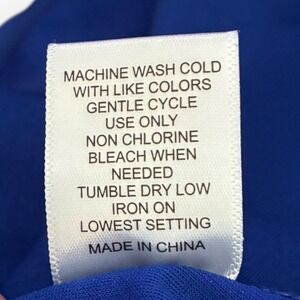 MACHINE WASH COLD
WITH LIKE COLORS
GENTLE CYCLE
USE ONLY
NON CHLORINE
BLEACH WHEN
NEEDED
TUMBLE DRY LOW
IRON ON
LOWEST SETTING
MADE IN CHINA